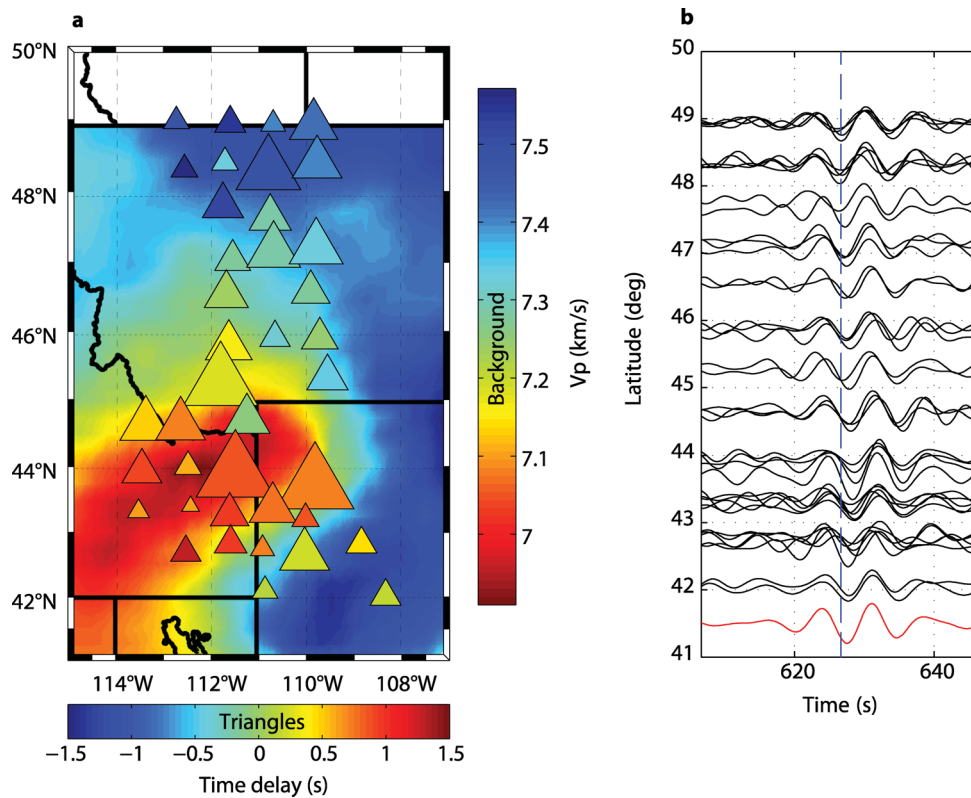 a
50°N
48°N
46°N
44°N
42°N
114°W 112°W 110°W 108°W
Background
7.5
7.4
7.3
7.2
7.1
7
Vp (km/s)
Triangles
−1.5 −1 −0.5 0 0.5 1 1.5
Time delay (s)
b
50
49
48
47
46
45
44
43
42
41
Latitude (deg)
620 640
Time (s)